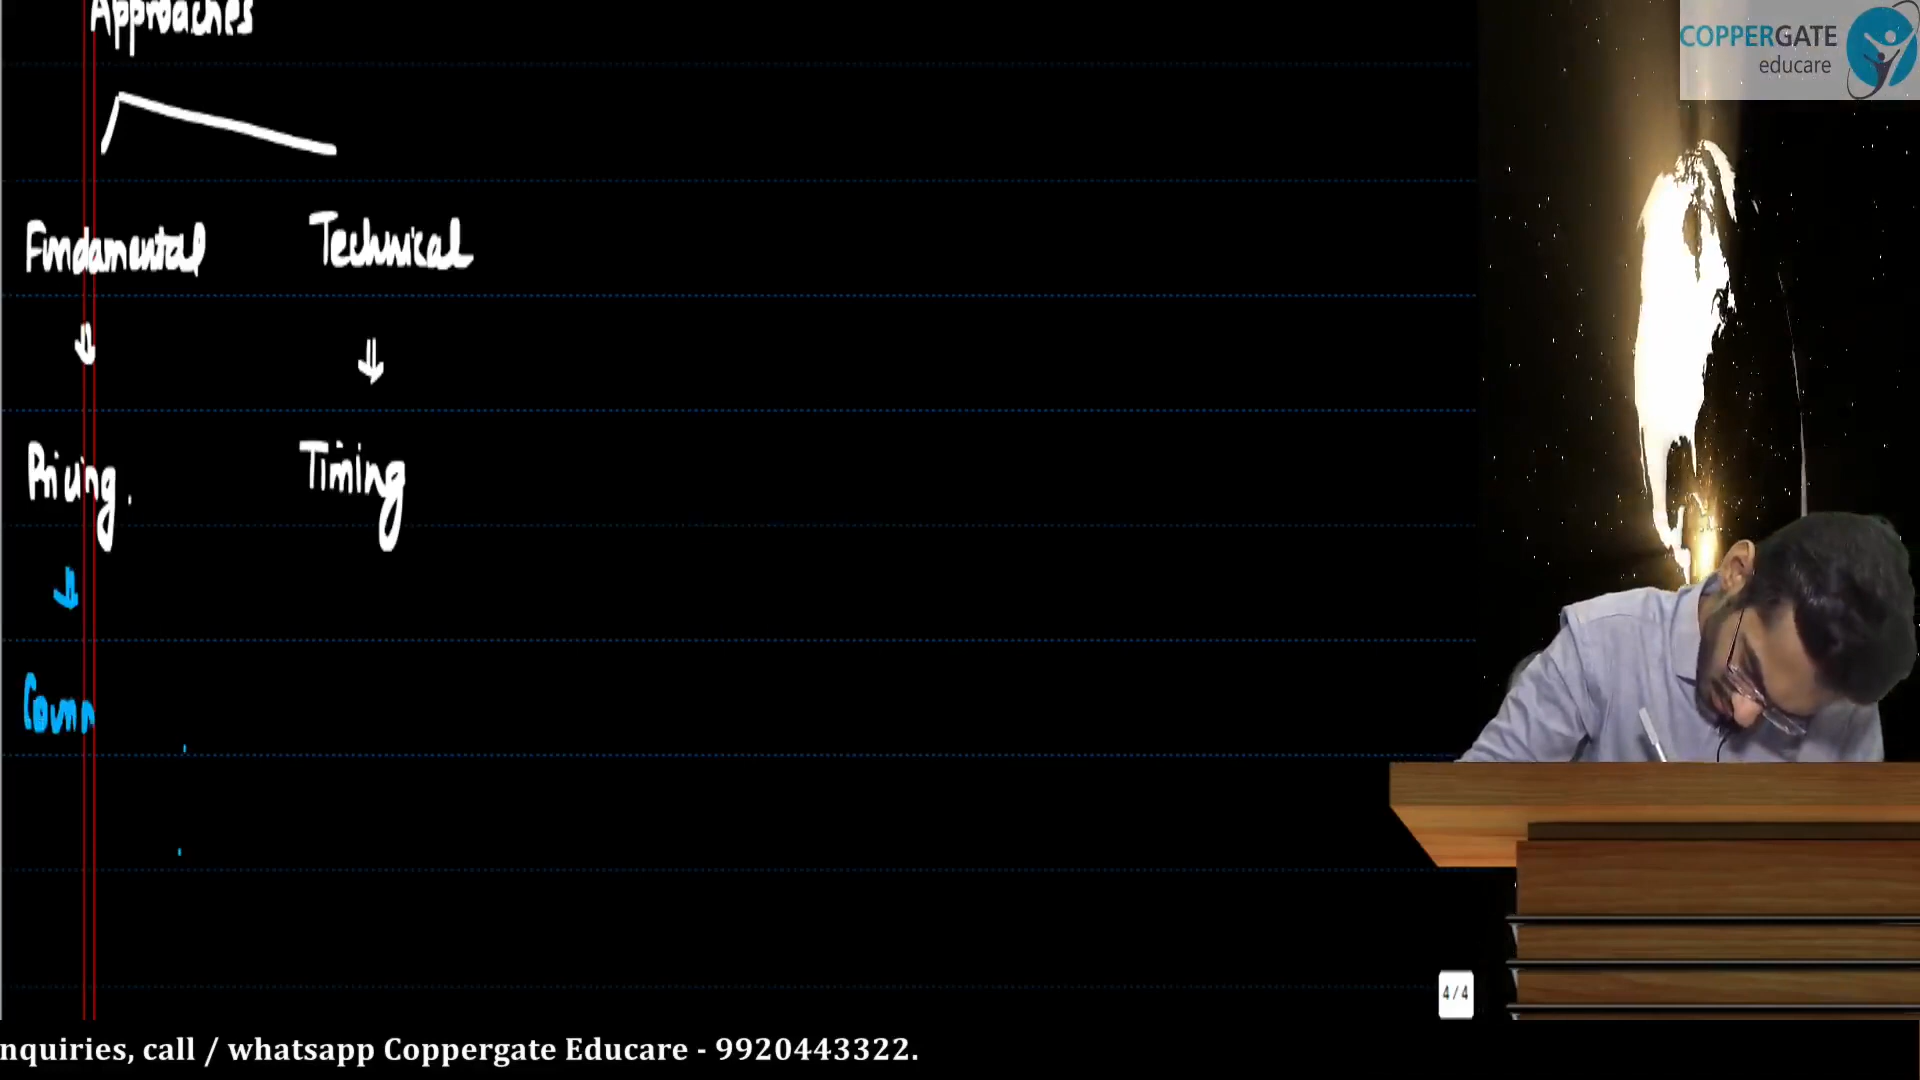 Approaches
COPPERGATE
educare
Fundamental Technical
Pricing. Timing
4/4
nquiries, call / whatsapp Coppergate Educare - 9920443322.